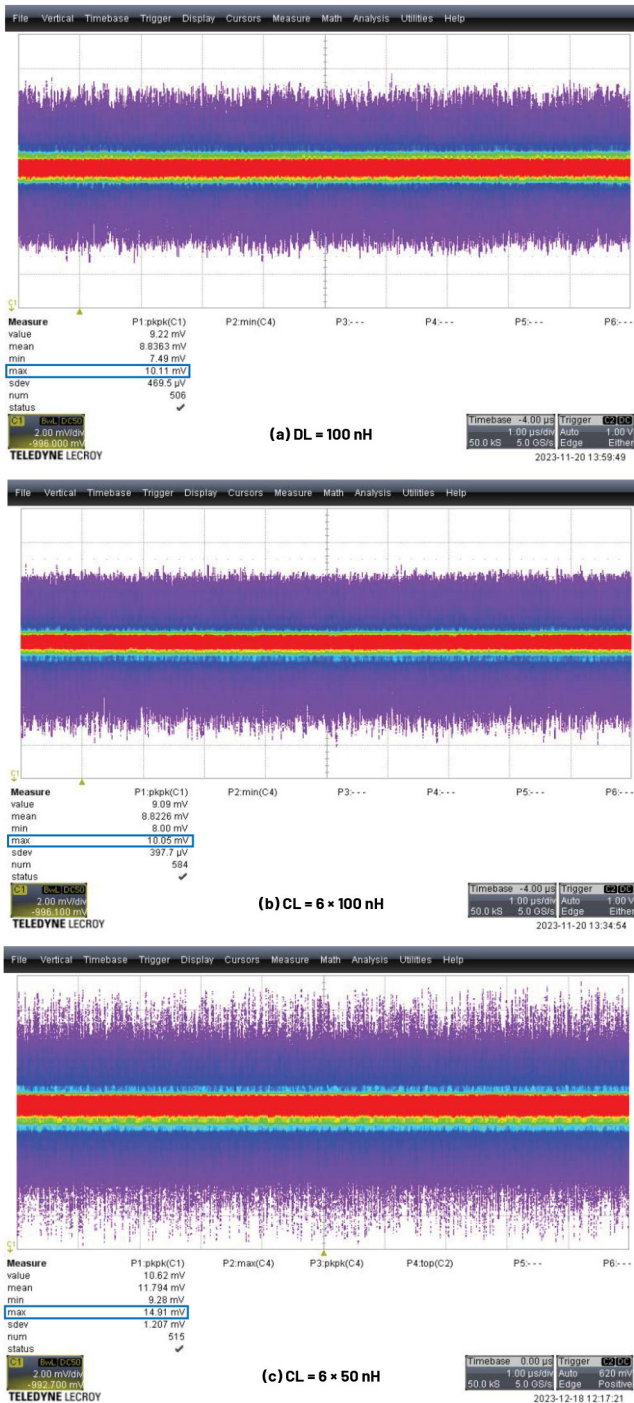 File Vertical Timebase Trigger Display Cursors Measure Math Analysis Utilities Help
C1
Measure P1:pkpk(C1) P2:min(C4) P3:- - - P4:- - - P5:- - - P6:- - -
value 9.22 mV
mean 8.8363 mV
min 7.49 mV
max 10.11 mV
sdev 469.5 µV
num 506
status ✓
C1 BwL DC50
2.00 mV/div
-996.000 mV
(a) DL = 100 nH
Timebase -4.00 µs Trigger C2 DC
1.00 µs/div Auto 1.00 V
50.0 kS 5.0 GS/s Edge Either
TELEDYNE LECROY
2023-11-20 13:59:49
File Vertical Timebase Trigger Display Cursors Measure Math Analysis Utilities Help
C1
Measure P1:pkpk(C1) P2:min(C4) P3:- - - P4:- - - P5:- - - P6:- - -
value 9.09 mV
mean 8.8226 mV
min 8.00 mV
max 10.05 mV
sdev 397.7 µV
num 584
status ✓
C1 BwL DC50
2.00 mV/div
-996.100 mV
(b) CL = 6 × 100 nH
Timebase -4.00 µs Trigger C2 DC
1.00 µs/div Auto 1.00 V
50.0 kS 5.0 GS/s Edge Either
TELEDYNE LECROY
2023-11-20 13:34:54
File Vertical Timebase Trigger Display Cursors Measure Math Analysis Utilities Help
C1
Measure P1:pkpk(C1) P2:max(C4) P3:pkpk(C4) P4:top(C2) P5:- - - P6:- - -
value 10.62 mV
mean 11.794 mV
min 9.28 mV
max 14.91 mV
sdev 1.207 mV
num 515
status ✓
C1 BwL DC50
2.00 mV/div
-992.700 mV
(c) CL = 6 × 50 nH
Timebase 0.00 µs Trigger C2 DC
1.00 µs/div Auto 620 mV
50.0 kS 5.0 GS/s Edge Positive
TELEDYNE LECROY
2023-12-18 12:17:21